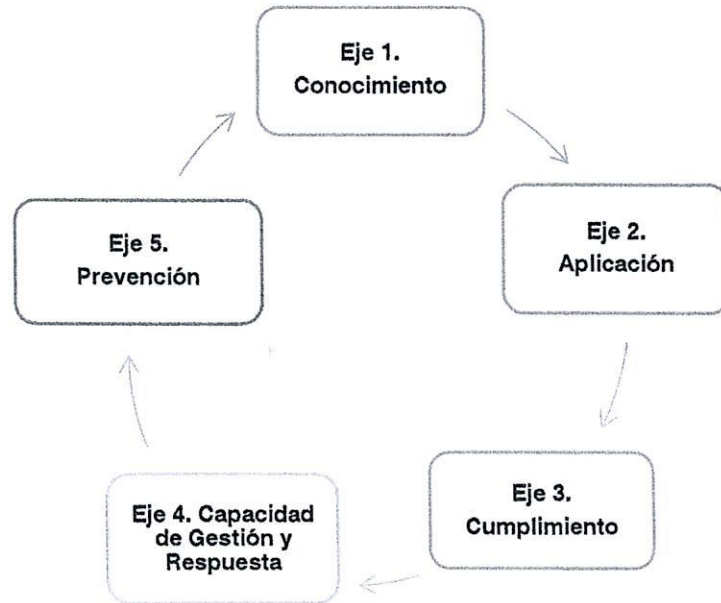 Eje 1.
Conocimiento
Eje 2.
Aplicación
Eje 3.
Cumplimiento
Eje 4. Capacidad
de Gestión y
Respuesta
Eje 5.
Prevención